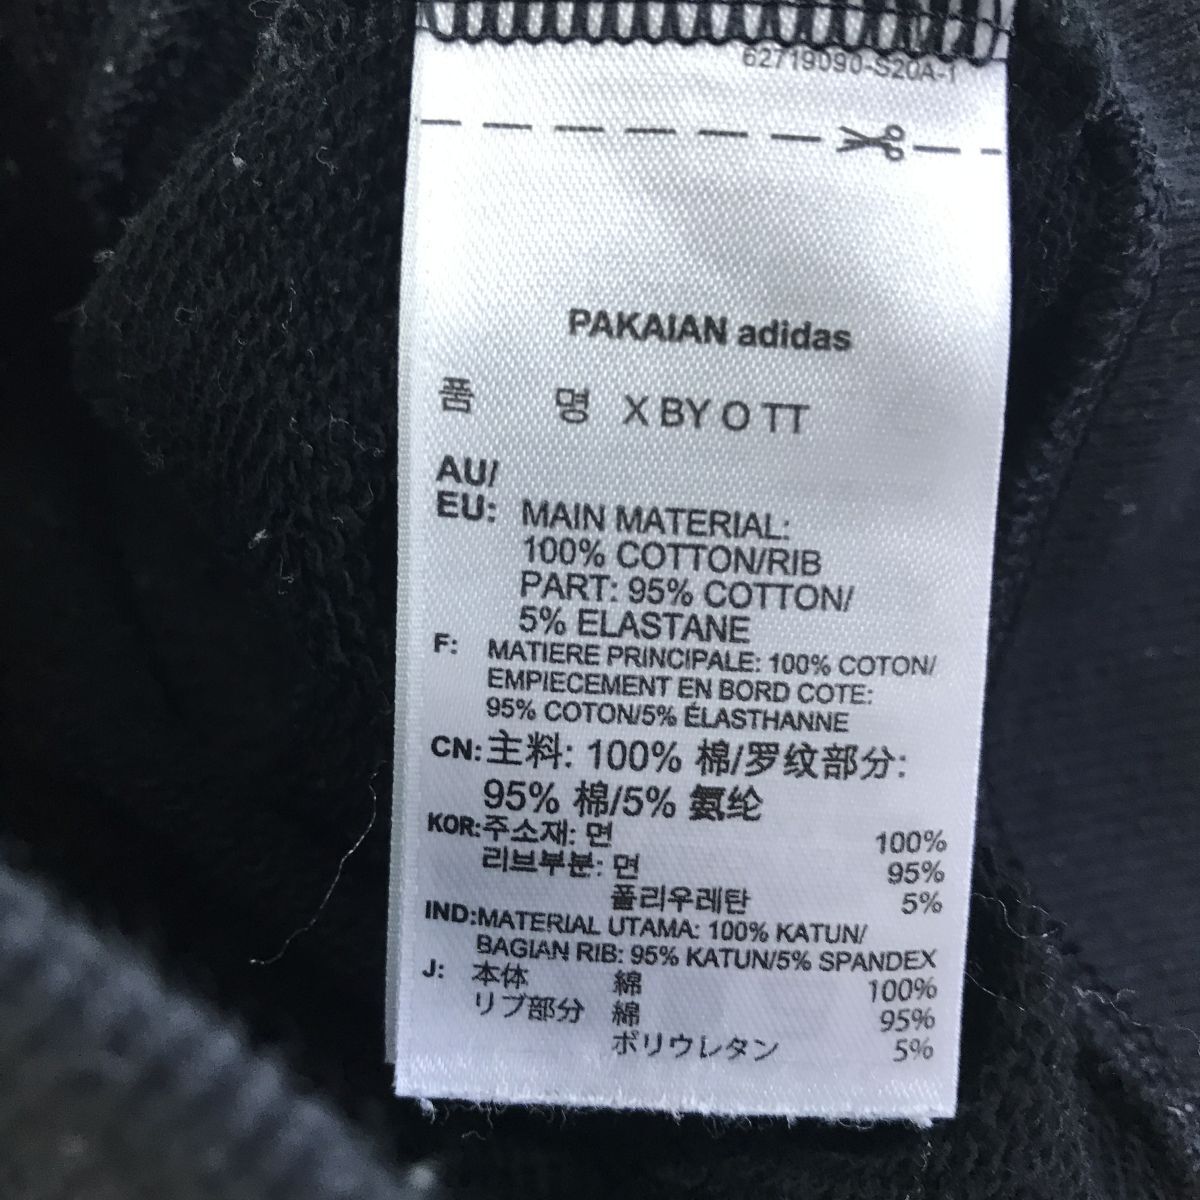 62719090-S20A-1
PAKAIAN adidas
품 명 X BY O TT
AU/
EU: MAIN MATERIAL:
100% COTTON/RIB
PART: 95% COTTON/
5% ELASTANE
F: MATIERE PRINCIPALE: 100% COTON/
EMPIECEMENT EN BORD COTE:
95% COTON/5% ÉLASTHANNE
CN: 主料: 100% 棉/罗纹部分:
95% 棉/5% 氨纶
KOR: 주소재: 면 100%
리브부분: 면 95%
폴리우레탄 5%
IND: MATERIAL UTAMA: 100% KATUN/
BAGIAN RIB: 95% KATUN/5% SPANDEX
J: 本体 綿 100%
リブ部分 綿 95%
ポリウレタン 5%